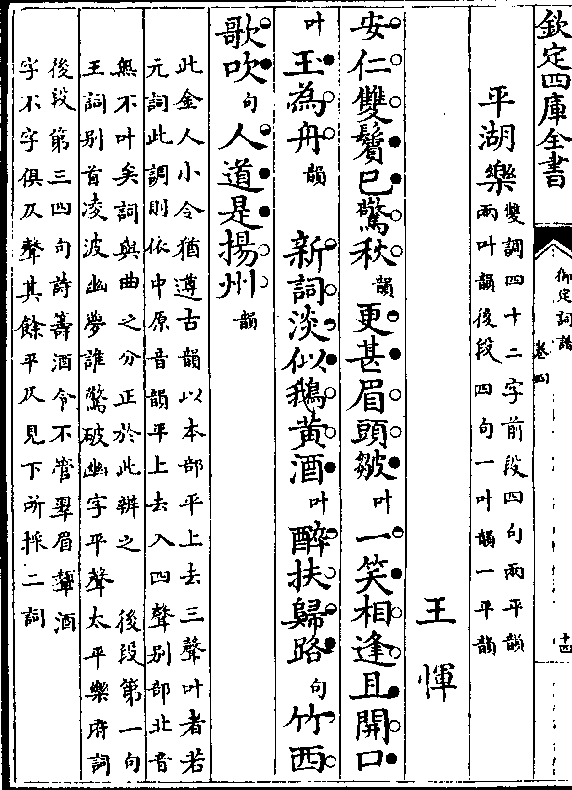 欽定四庫全書
御定詞譜
卷四
十四
平湖樂
雙調四十二字前段四句兩平韻
兩叶韻後段四句一叶韻一平韻
王惲
安仁雙鬢已驚秋韻更甚眉頭皺叶一笑相逢且開口
叶玉為舟韻　新詞淡似鵝黃酒叶醉扶歸路句竹西
歌吹句人道是揚州韻
此金人小令猶遵古韻以本部平上去三聲叶者若
元詞此調則依中原音韻平上去入四聲別部北音
無不叶矣詞與曲之分正於此辨之　後段第一句
王詞別首凌波幽夢誰驚破幽字平聲太平樂府詞
後段第三四句詩籌酒令不管翠眉顰酒
字不字俱仄聲其餘平仄見下所採二詞